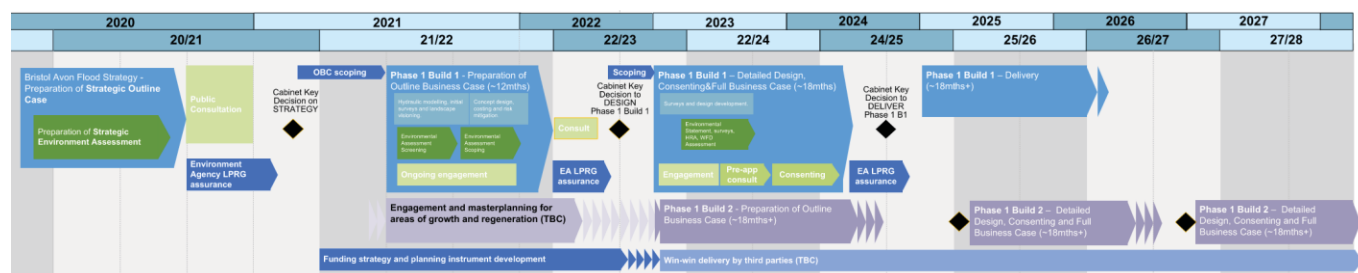 2020 2021 2022 2023 2024 2025 2026 2027
20/21 21/22 22/23 22/24 24/25 25/26 26/27 27/28
Bristol Avon Flood Strategy -
Preparation of Strategic Outline
Case
Preparation of Strategic
Environment Assessment
Public
Consultation
Environment
Agency LPRG
assurance
Cabinet Key
Decision on
STRATEGY
OBC scoping
Phase 1 Build 1 - Preparation of
Outline Business Case (~12mths)
Hydraulic modelling, initial
surveys and landscape
visioning
Concept design,
costing and risk
mitigation
Environmental
Assessment
Screening
Environmental
Assessment
Scoping
Ongoing engagement
Consult
EA LPRG
assurance
Scoping
Cabinet Key
Decision to
DESIGN
Phase 1 Build 1
Phase 1 Build 1 – Detailed Design,
Consenting&Full Business Case (~18mths)
Surveys and design development.
Environmental
Statement, surveys,
HRA, WFD
Assessment
Engagement
Pre-app
consult
Consenting
Cabinet Key
Decision to
DELIVER
Phase 1 B1
EA LPRG
assurance
Phase 1 Build 1 – Delivery
(~18mths+)
Engagement and masterplanning for
areas of growth and regeneration (TBC)
Phase 1 Build 2 - Preparation of Outline
Business Case (~18mths+)
Phase 1 Build 2 – Detailed
Design, Consenting and Full
Business Case (~18mths+)
Phase 1 Build 2 – Detailed
Design, Consenting and Full
Business Case (~18mths+)
Funding strategy and planning instrument development
Win-win delivery by third parties (TBC)